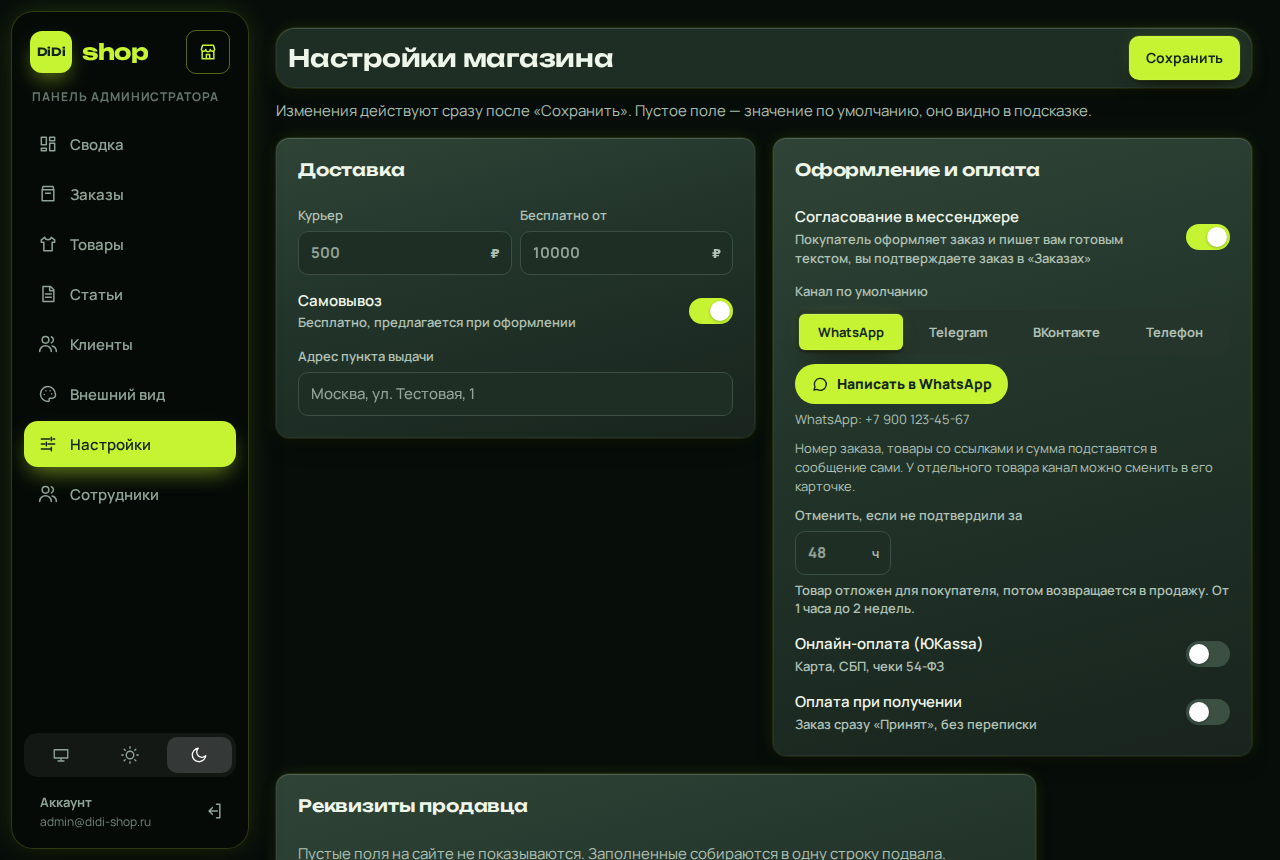 DiDi
shop
ПАНЕЛЬ АДМИНИСТРАТОРА
Сводка
Заказы
Товары
Статьи
Клиенты
Внешний вид
Настройки
Сотрудники
Аккаунт
admin@didi-shop.ru
Настройки магазина
Сохранить
Изменения действуют сразу после «Сохранить». Пустое поле — значение по умолчанию, оно видно в подсказке.
Доставка
Курьер
Бесплатно от
500 ₽
10000 ₽
Самовывоз
Бесплатно, предлагается при оформлении
Адрес пункта выдачи
Москва, ул. Тестовая, 1
Оформление и оплата
Согласование в мессенджере
Покупатель оформляет заказ и пишет вам готовым
текстом, вы подтверждаете заказ в «Заказах»
Канал по умолчанию
WhatsApp Telegram ВКонтакте Телефон
Написать в WhatsApp
WhatsApp: +7 900 123-45-67
Номер заказа, товары со ссылками и сумма подставятся в
сообщение сами. У отдельного товара канал можно сменить в его
карточке.
Отменить, если не подтвердили за
48 ч
Товар отложен для покупателя, потом возвращается в продажу. От
1 часа до 2 недель.
Онлайн-оплата (ЮKassa)
Карта, СБП, чеки 54-ФЗ
Оплата при получении
Заказ сразу «Принят», без переписки
Реквизиты продавца
Пустые поля на сайте не показываются. Заполненные собираются в одну строку подвала.